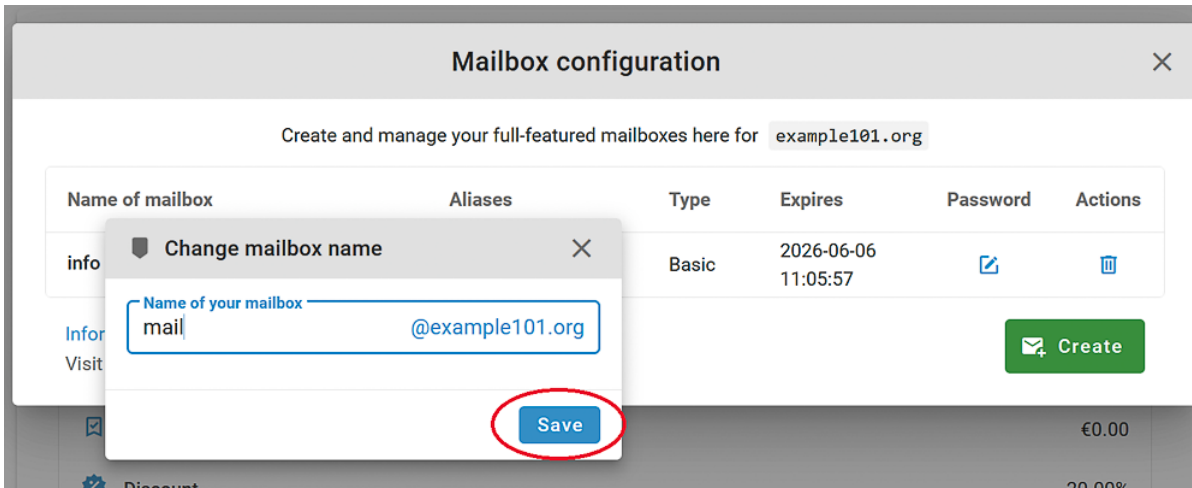 Mailbox configuration
Create and manage your full-featured mailboxes here for example101.org
Name of mailbox Aliases Type Expires Password Actions
info Basic 2026-06-06
11:05:57
Change mailbox name
Name of your mailbox
mail @example101.org
Save
Visit
Create
€0.00
Discount